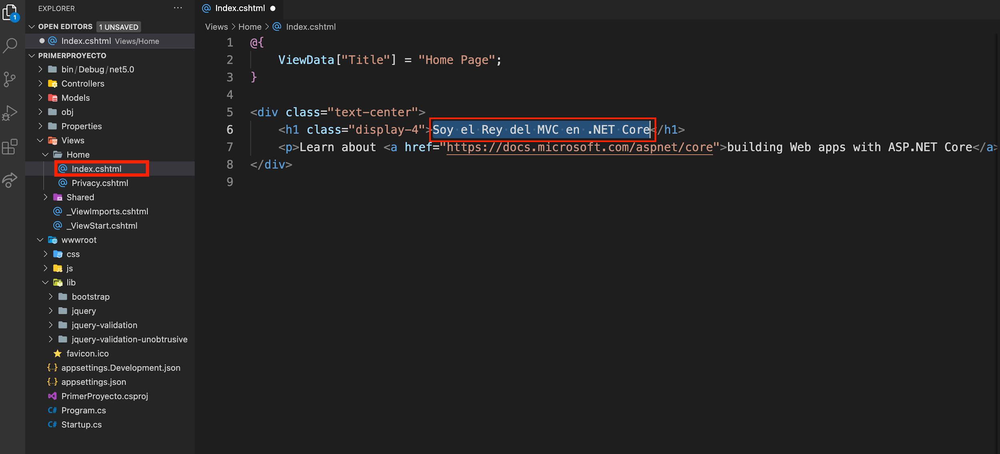 EXPLORER
OPEN EDITORS 1 UNSAVED
Index.cshtml Views/Home
PRIMERPROYECTO
bin/Debug/net5.0
Controllers
Models
obj
Properties
Views
Home
Index.cshtml
Privacy.cshtml
Shared
_ViewImports.cshtml
_ViewStart.cshtml
wwwroot
css
js
lib
bootstrap
jquery
jquery-validation
jquery-validation-unobtrusive
favicon.ico
appsettings.Development.json
appsettings.json
PrimerProyecto.csproj
C# Program.cs
C# Startup.cs
1
Index.cshtml
Views > Home > Index.cshtml
1 @{
2 ViewData["Title"] = "Home Page";
3 }
4
5 <div class="text-center">
6 <h1 class="display-4">Soy el Rey del MVC en .NET Core</h1>
7 <p>Learn about <a href="https://docs.microsoft.com/aspnet/core">building Web apps with ASP.NET Core</a>
8 </div>
9